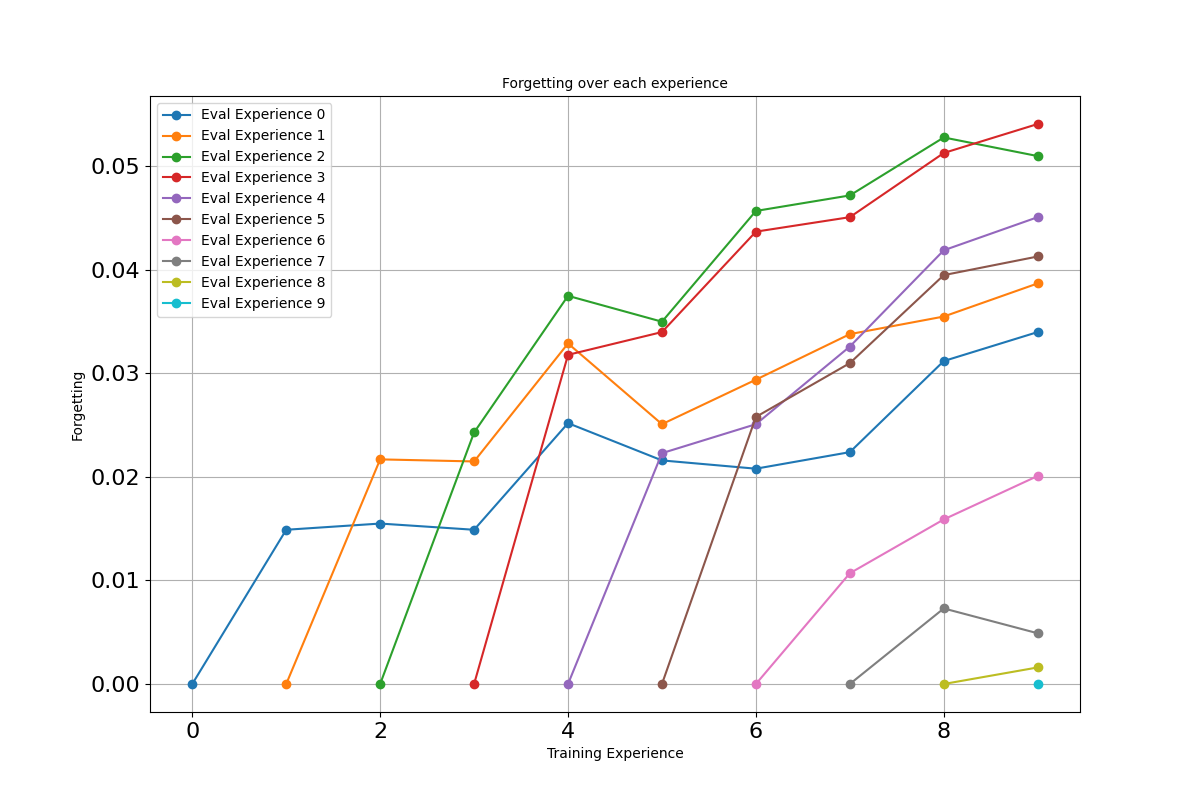 Forgetting over each experience
Eval Experience 0
Eval Experience 1
Eval Experience 2
Eval Experience 3
Eval Experience 4
Eval Experience 5
Eval Experience 6
Eval Experience 7
Eval Experience 8
Eval Experience 9
0.05
0.04
0.03
0.02
0.01
0.00
Forgetting
0 2 4 6 8
Training Experience